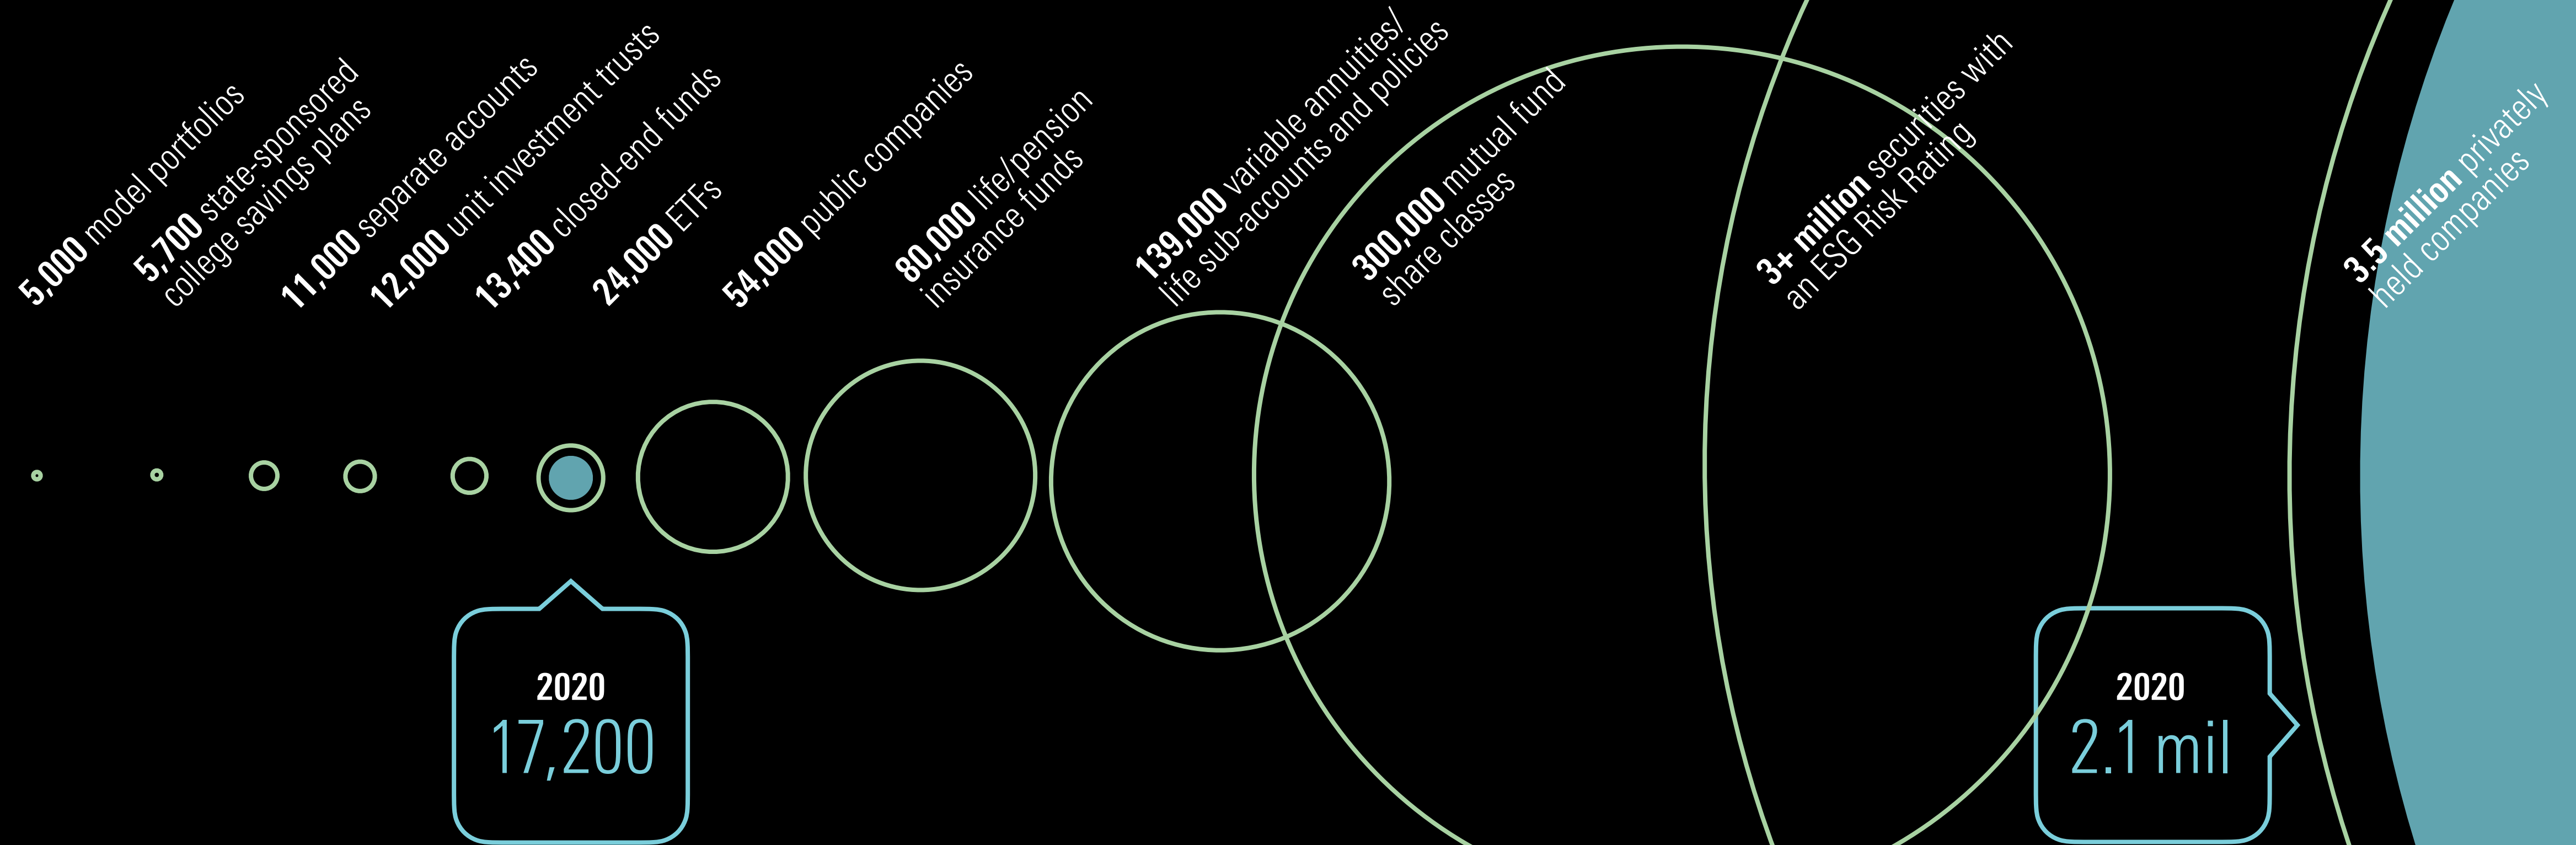 5,000 model portfolios
5,700 state-sponsored
college savings plans
11,000 separate accounts
12,000 unit investment trusts
13,400 closed-end funds
24,000 ETFs
54,000 public companies
80,000 life/pension
insurance funds
139,000 variable annuities/
life sub-accounts and policies
300,000 mutual fund
share classes
3+ million securities with
an ESG Risk Rating
3.5 million privately
held companies
2020
17,200
2020
2.1 mil